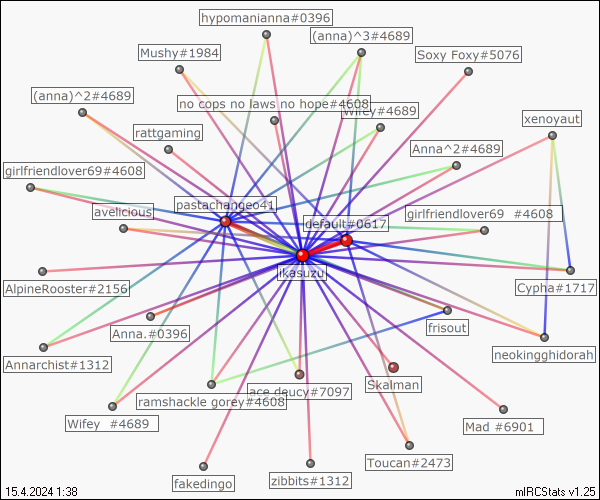 hypomanianna#0396
(anna)^3#4689
Mushy#1984
Soxy Foxy#5076
(anna)^2#4689
no cops no laws no hope#4608
Wifey#4689
xenoyaut
rattgaming
Anna^2#4689
girlfriendlover69#4608
avelicious
pastachangeo41
default#0617
girlfriendlover69 #4608
ikasuzu
AlpineRooster#2156
Cypha#1717
Anna.#0396
frisout
Annarchist#1312
neokingghidorah
Skalman
ace deucy#7097
ramshackle gorey#4608
Wifey #4689
Mad #6901
Toucan#2473
fakedingo
zibbits#1312
15.4.2024 1:38
mIRCStats v1.25